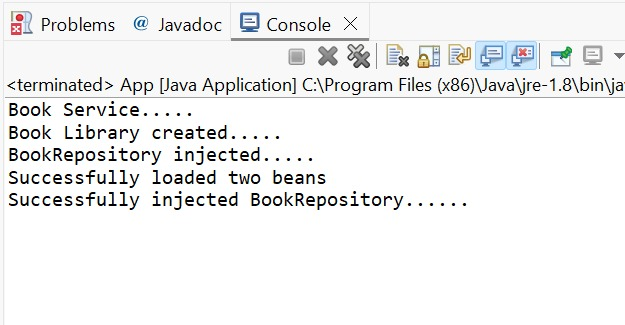 Problems @ Javadoc Console
<terminated> App [Java Application] C:\Program Files (x86)\Java\jre-1.8\bin\ja
Book Service.....
Book Library created.....
BookRepository injected.....
Successfully loaded two beans
Successfully injected BookRepository......